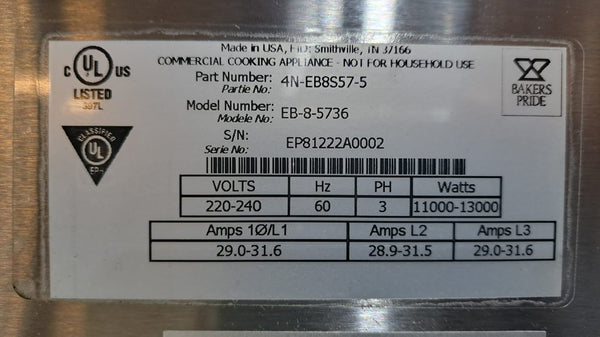 Made in USA, FID: Smithville, TN 37166
COMMERCIAL COOKING APPLIANCE - NOT FOR HOUSEHOLD USE
C UL US
LISTED
397L
CLASSIFIED
UL
EPH
Part Number: 4N-EB8S57-5
Partie No:
Model Number: EB-8-5736
Modele No:
S/N: EP81222A0002
Serie No:
BAKERS
PRIDE
VOLTS Hz PH Watts
220-240 60 3 11000-13000
Amps 1Ø/L1 Amps L2 Amps L3
29.0-31.6 28.9-31.5 29.0-31.6